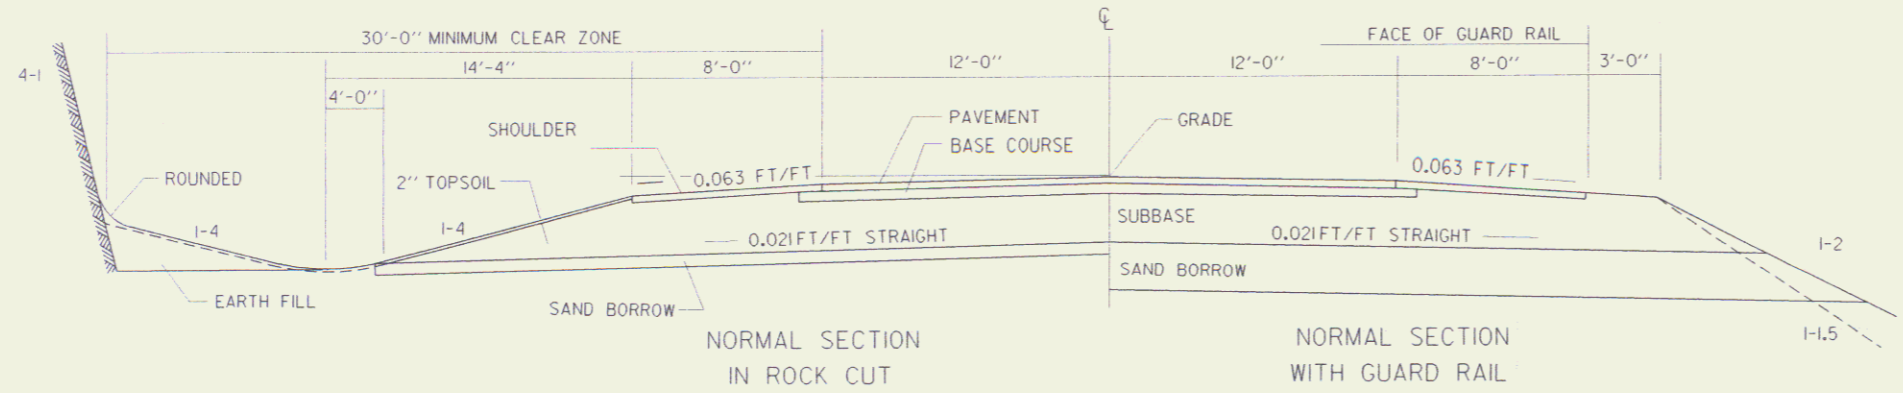 ℄
30'-0" MINIMUM CLEAR ZONE
FACE OF GUARD RAIL
4-1
14'-4"
8'-0"
12'-0"
12'-0"
8'-0"
3'-0"
4'-0"
SHOULDER
PAVEMENT
BASE COURSE
GRADE
ROUNDED
2" TOPSOIL
0.063 FT/FT
0.063 FT/FT
1-4
1-4
SUBBASE
0.021FT/FT STRAIGHT
0.021FT/FT STRAIGHT
1-2
SAND BORROW
EARTH FILL
SAND BORROW
1-1.5
NORMAL SECTION
IN ROCK CUT
NORMAL SECTION
WITH GUARD RAIL